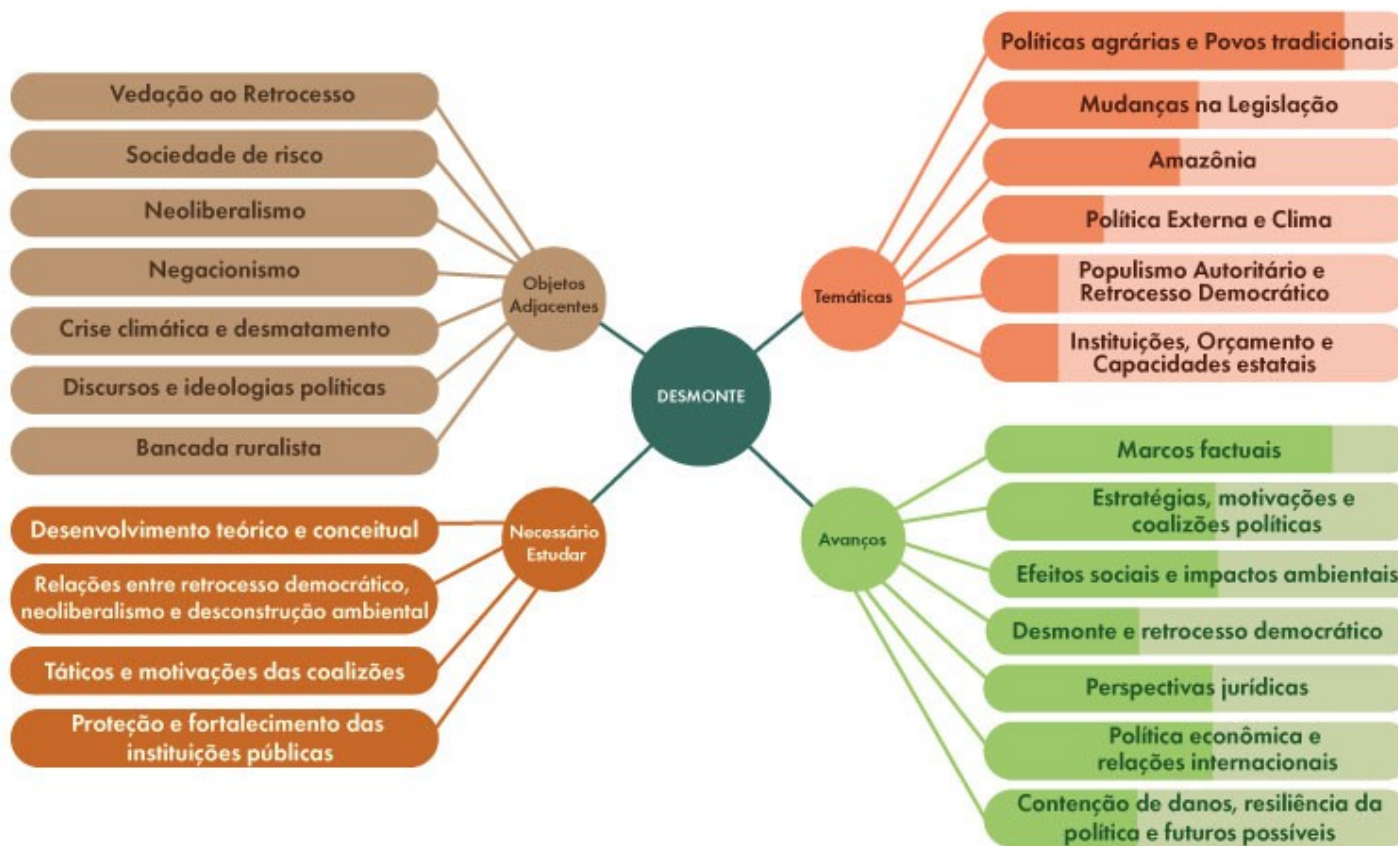 Vedação ao Retrocesso
Sociedade de risco
Neoliberalismo
Negacionismo
Crise climática e desmatamento
Discursos e ideologias políticas
Bancada ruralista
Objetos
Adjacentes
Desenvolvimento teórico e conceitual
Relações entre retrocesso democrático,
neoliberalismo e desconstrução ambiental
Táticos e motivações das coalizões
Proteção e fortalecimento das
instituições públicas
Necessário
Estudar
DESMONTE
Temáticas
Políticas agrárias e Povos tradicionais
Mudanças na Legislação
Amazônia
Política Externa e Clima
Populismo Autoritário e
Retrocesso Democrático
Instituições, Orçamento e
Capacidades estatais
Avanços
Marcos factuais
Estratégias, motivações e
coalizões políticas
Efeitos sociais e impactos ambientais
Desmonte e retrocesso democrático
Perspectivas jurídicas
Política econômica e
relações internacionais
Contenção de danos, resiliência da
política e futuros possíveis